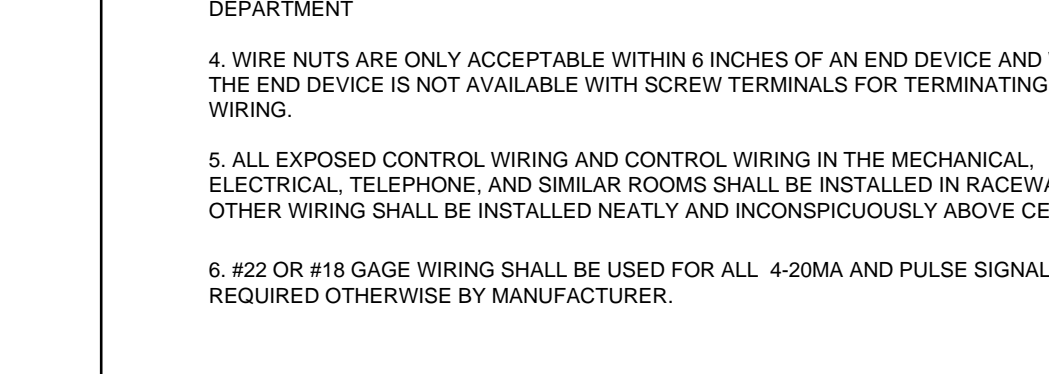 DEPARTMENT
4. WIRE NUTS ARE ONLY ACCEPTABLE WITHIN 6 INCHES OF AN END DEVICE AND
THE END DEVICE IS NOT AVAILABLE WITH SCREW TERMINALS FOR TERMINATING
WIRING.
5. ALL EXPOSED CONTROL WIRING AND CONTROL WIRING IN THE MECHANICAL,
ELECTRICAL, TELEPHONE, AND SIMILAR ROOMS SHALL BE INSTALLED IN
OTHER WIRING SHALL BE INSTALLED NEATLY AND INCONSPICUOUSLY ABOVE
6. #22 OR #18 GAGE WIRING SHALL BE USED FOR ALL  4-20MA AND PULSE SIGNAL
REQUIRED OTHERWISE BY MANUFACTURER.